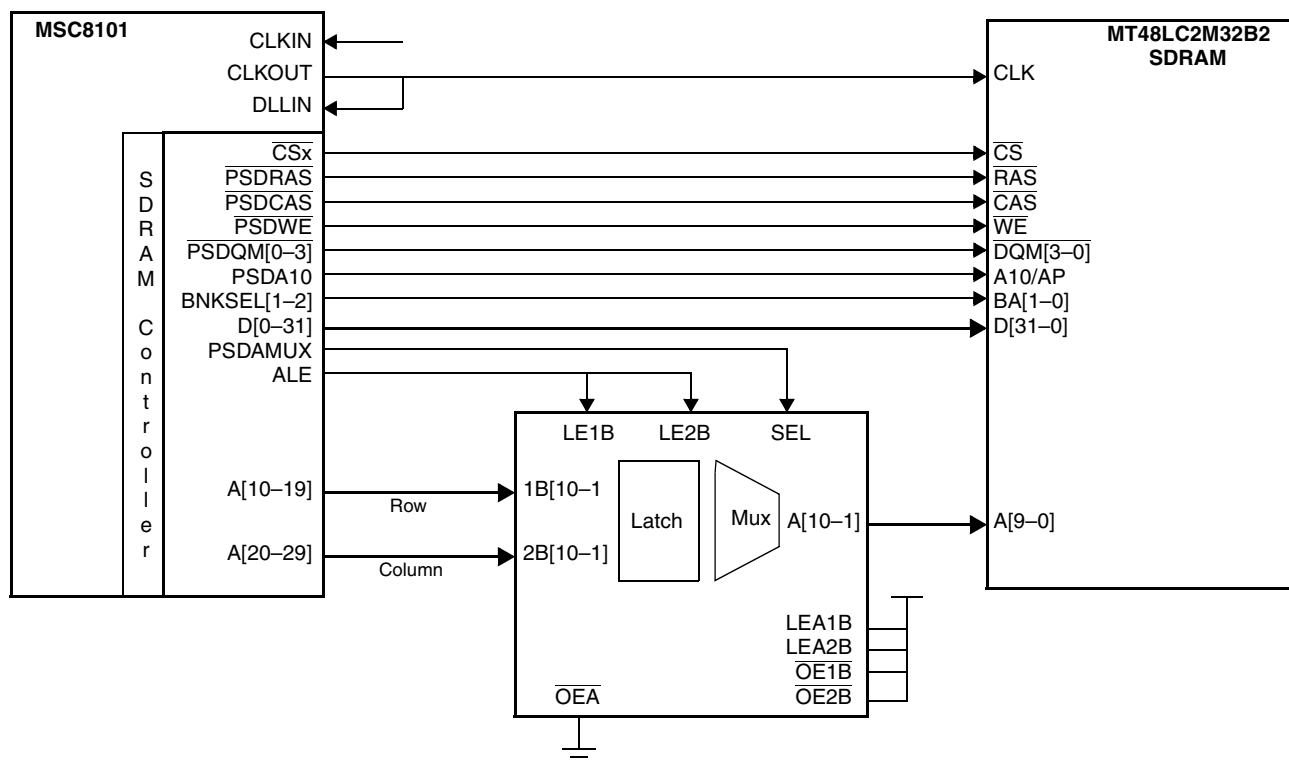 MSC8101
CLKIN
CLKOUT
DLLIN
SDRAM Controller
CSx
PSDRAS
PSDCAS
PSDWE
PSDQM[0–3]
PSDA10
BNKSEL[1–2]
D[0–31]
PSDAMUX
ALE
A[10–19]
Row
A[20–29]
Column
LE1B
LE2B
SEL
1B[10-1
2B[10–1]
Latch
Mux
A[10–1]
LEA1B
LEA2B
OE1B
OE2B
OEA
MT48LC2M32B2
SDRAM
CLK
CS
RAS
CAS
WE
DQM[3–0]
A10/AP
BA[1–0]
D[31–0]
A[9–0]